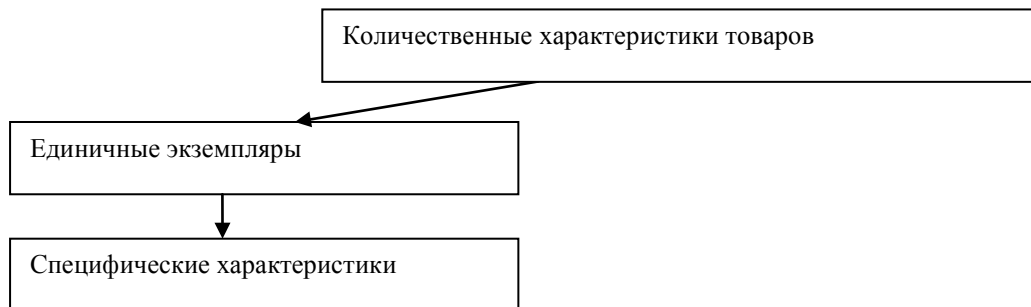 Количественные характеристики товаров
Единичные экземпляры
Специфические характеристики